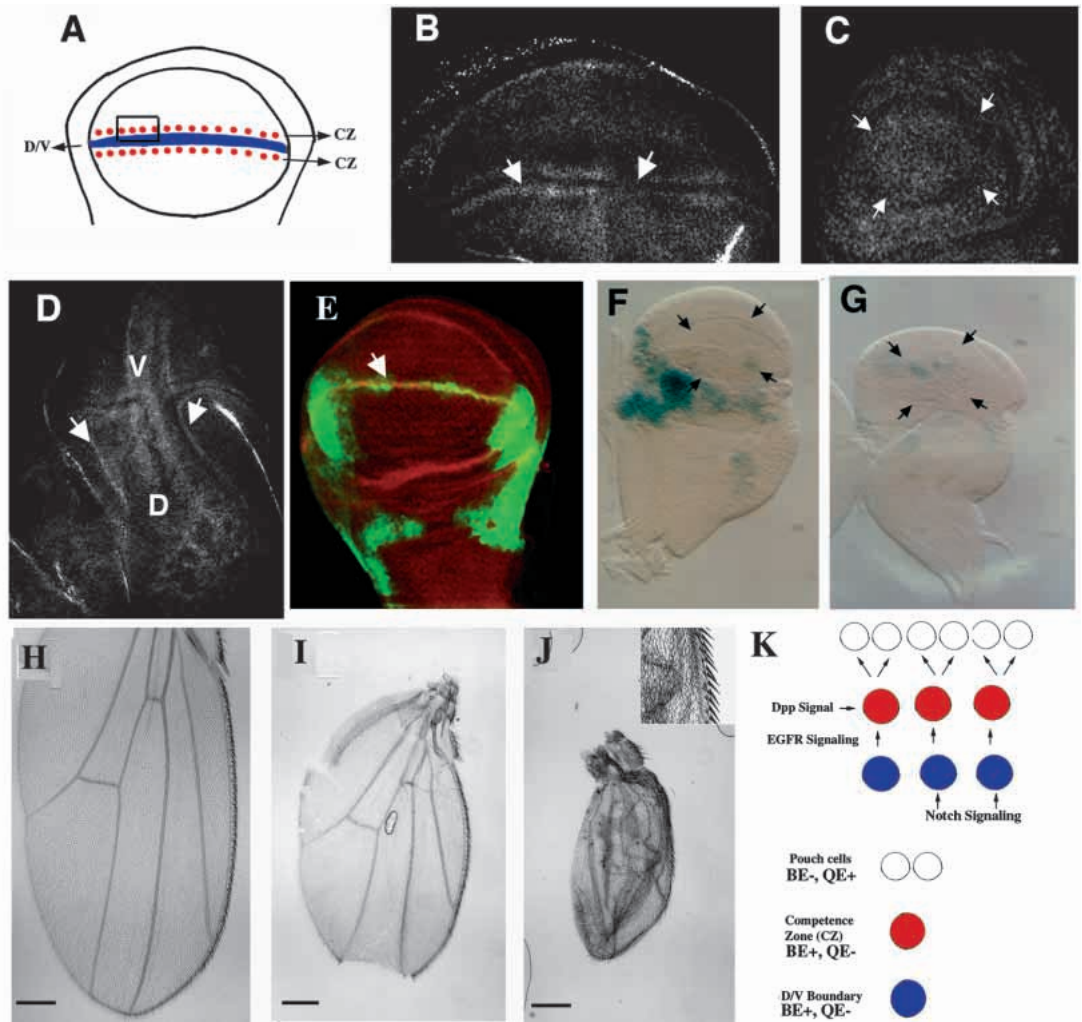 A
D/V
CZ
CZ
B
C
D
V
D
E
F
G
H
I
J
K
Dpp Signal
EGFR Signaling
Notch Signaling
Pouch cells
BE-, QE+
Competence
Zone (CZ)
BE+, QE-
D/V Boundary
BE+, QE-